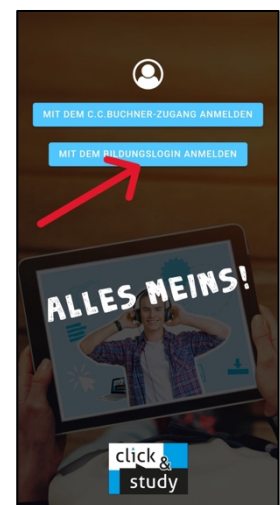 MIT DEM C.C.BUCHNER-ZUGANG ANMELDEN
MIT DEM BILDUNGSLOGIN ANMELDEN
ALLES MEINS!
click &
study